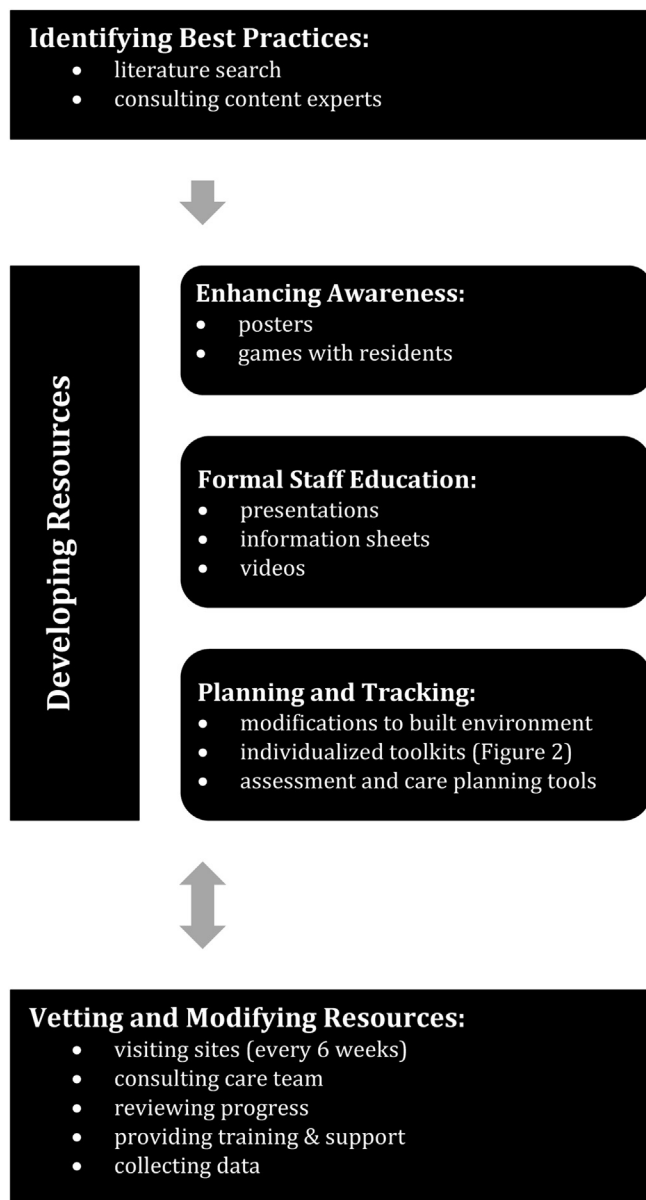 Identifying Best Practices:
• literature search
• consulting content experts
Developing Resources
Enhancing Awareness:
• posters
• games with residents
Formal Staff Education:
• presentations
• information sheets
• videos
Planning and Tracking:
• modifications to built environment
• individualized toolkits (Figure 2)
• assessment and care planning tools
Vetting and Modifying Resources:
• visiting sites (every 6 weeks)
• consulting care team
• reviewing progress
• providing training & support
• collecting data